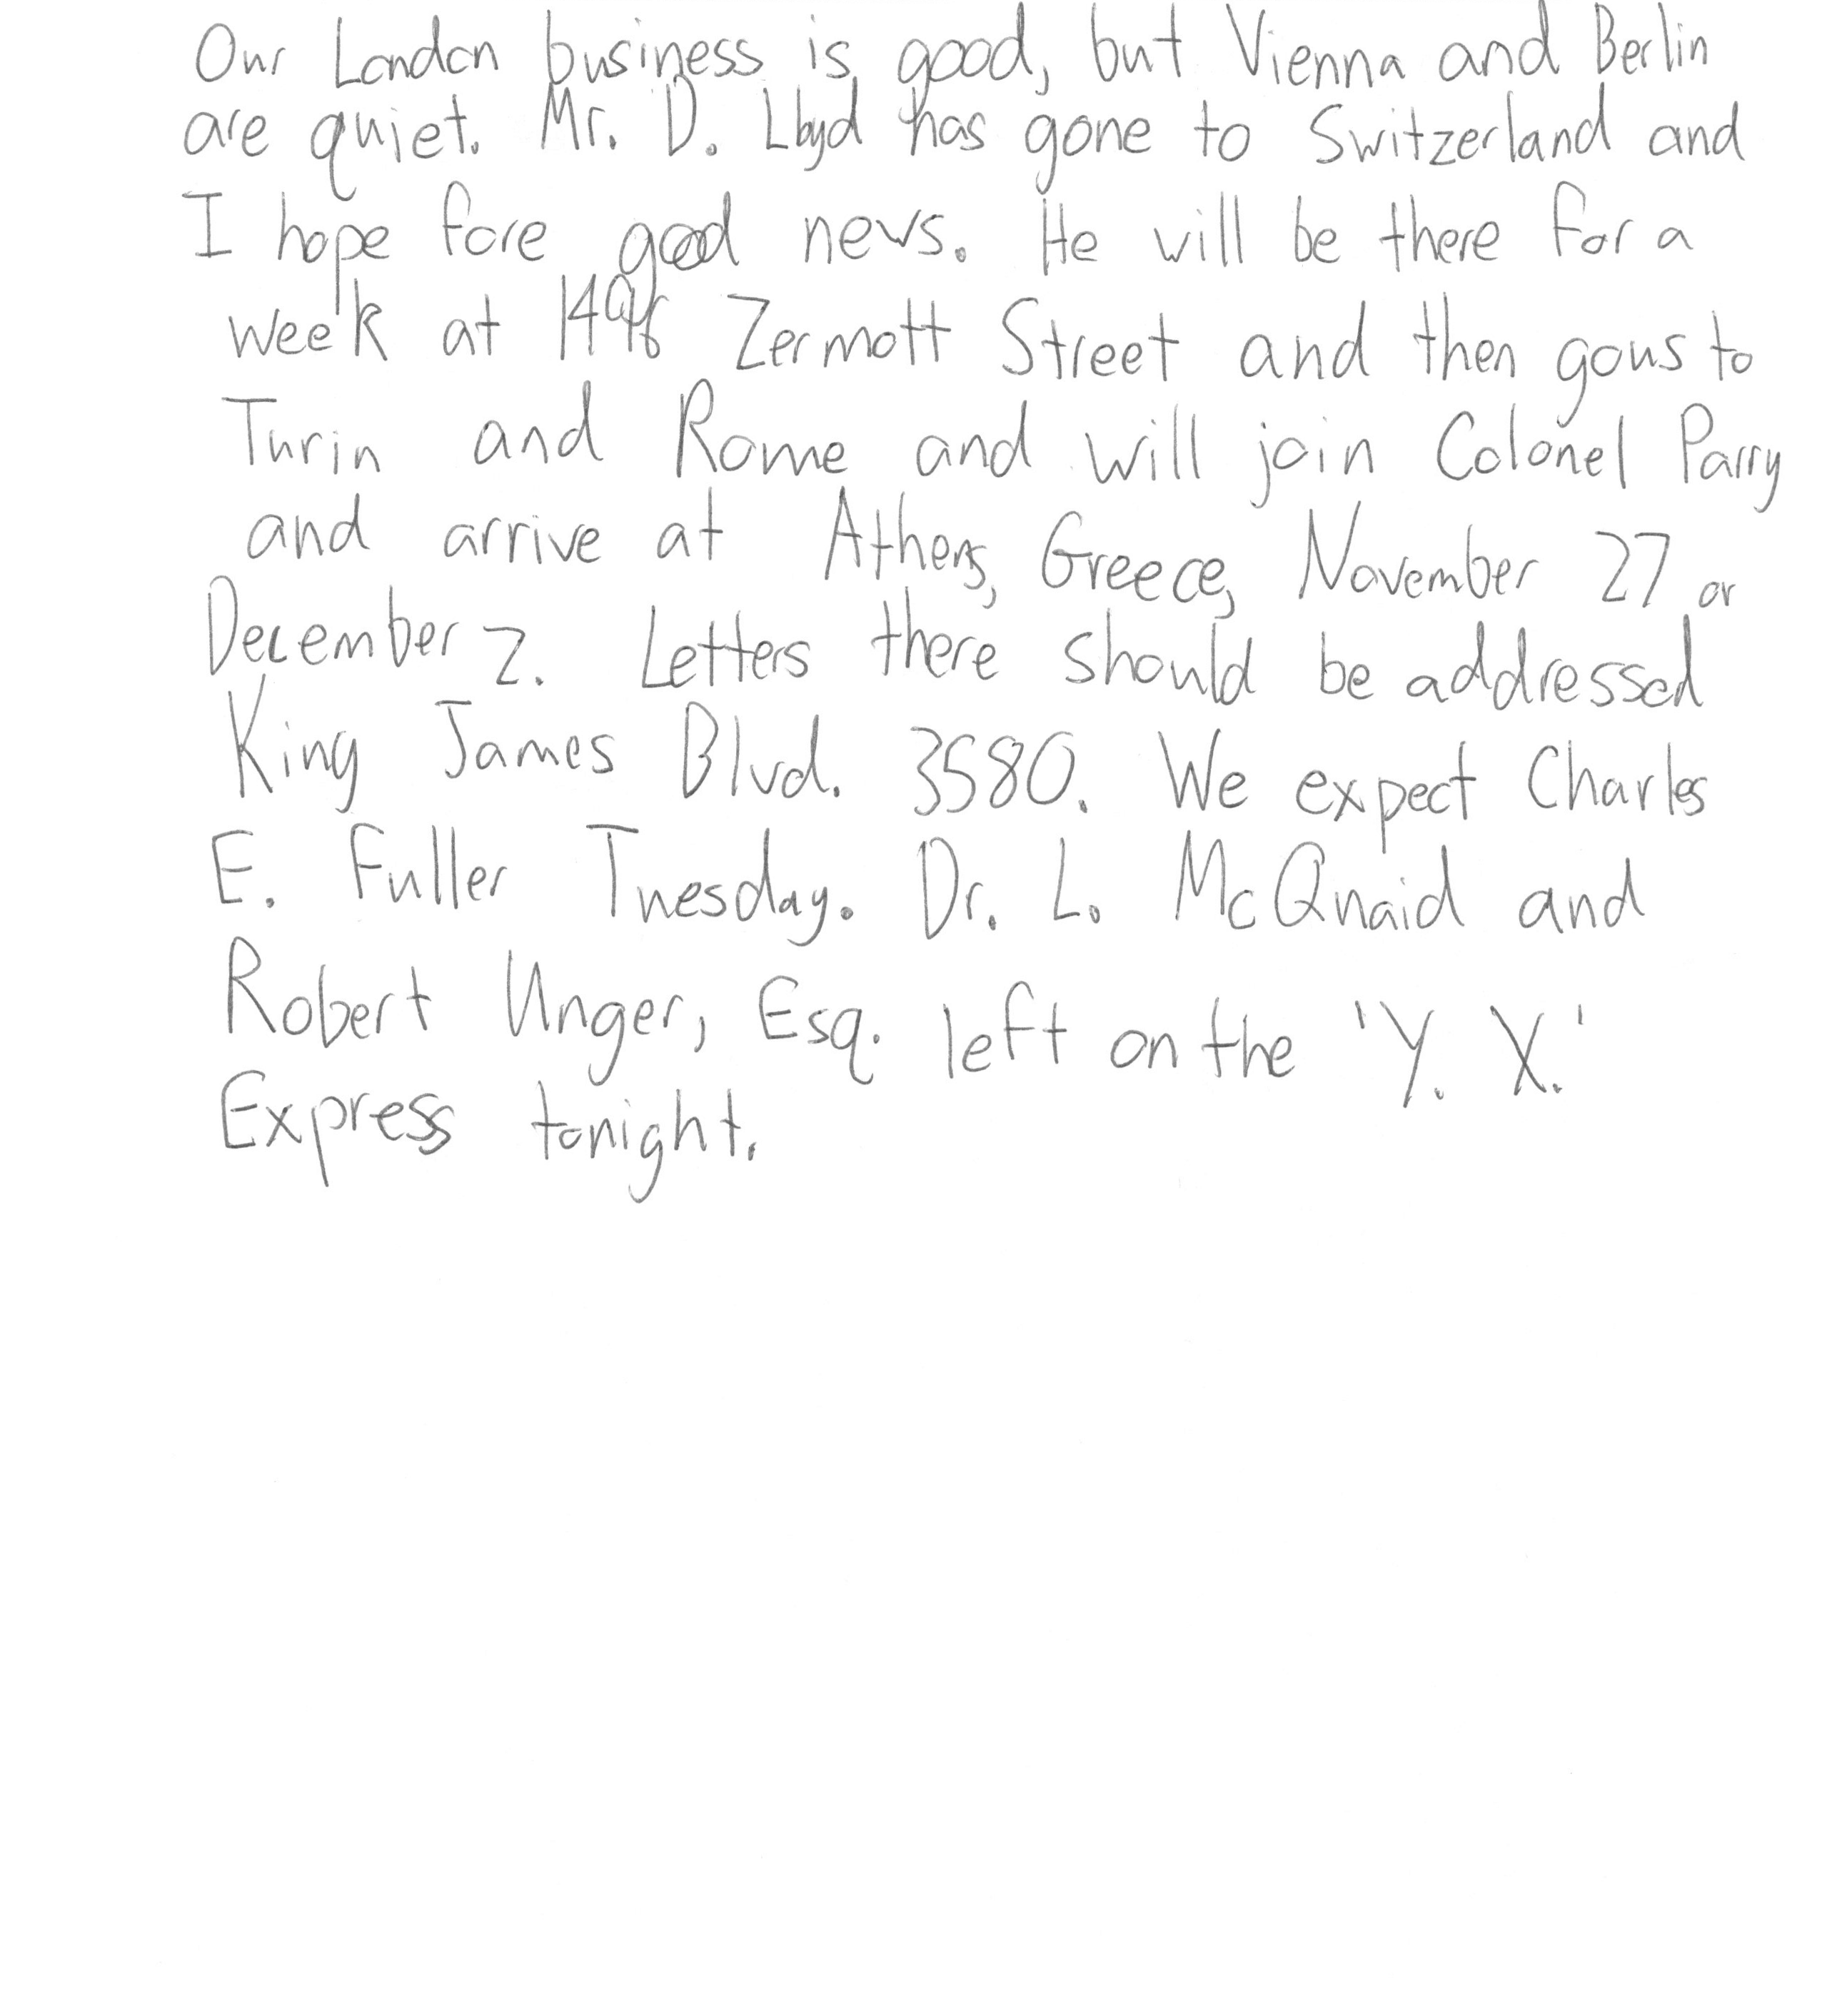 Our London business is good, but Vienna and Berlin
are quiet. Mr. D. Lloyd has gone to Switzerland and
I hope fore good news. He will be there for a
week at 1496 Zermott Street and then gous to
Turin and Rome and will join Colonel Parry
and arrive at Athens, Greece, November 27 or
December 2. Letters there should be addressed
King James Blvd. 3580. We expect Charles
E. Fuller Tuesday. Dr. L. McQuaid and
Robert Unger, Esq. left on the 'Y. X.'
Express tonight.